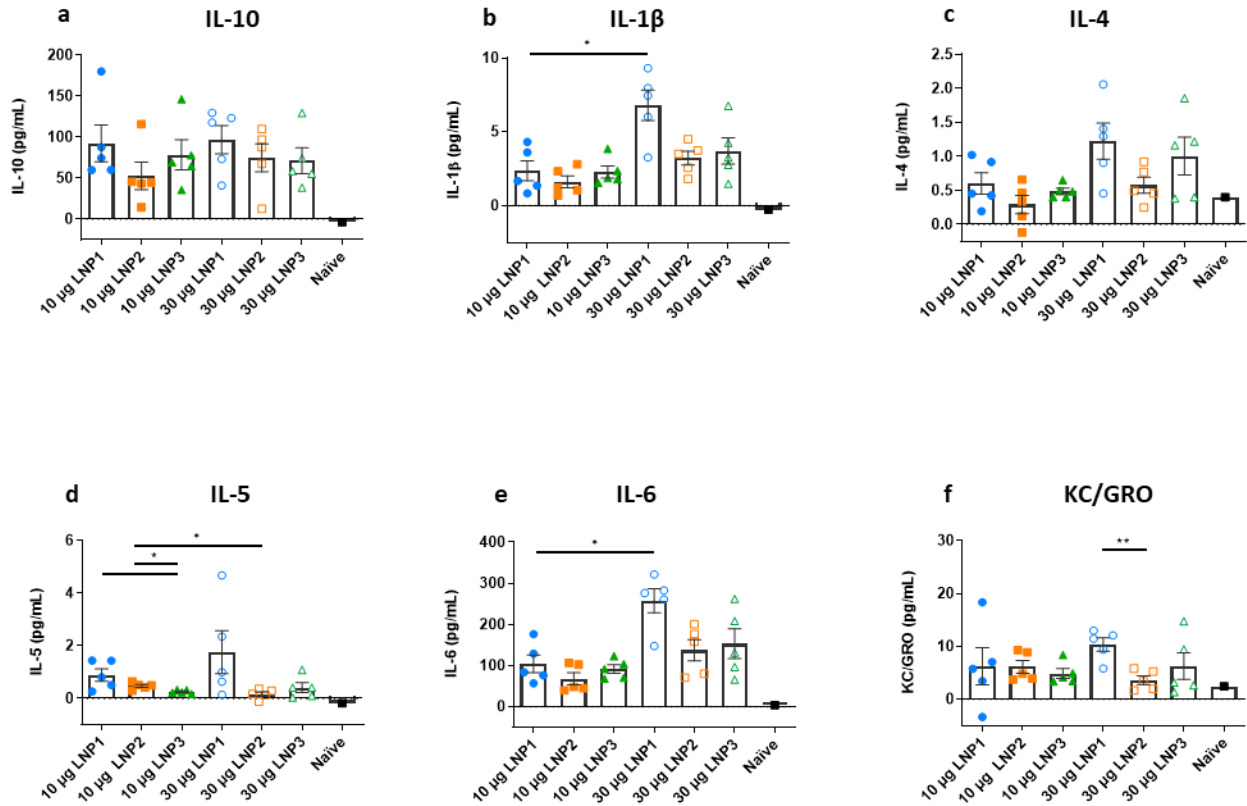 a IL-10
IL-10 (pg/mL)
200
150
100
50
0
10 µg LNP1
10 µg LNP2
10 µg LNP3
30 µg LNP1
30 µg LNP2
30 µg LNP3
Naïve
b IL-1β
IL-1β (pg/mL)
10
5
0
*
10 µg LNP1
10 µg LNP2
10 µg LNP3
30 µg LNP1
30 µg LNP2
30 µg LNP3
Naïve
c IL-4
IL-4 (pg/mL)
2.5
2.0
1.5
1.0
0.5
0.0
10 µg LNP1
10 µg LNP2
10 µg LNP3
30 µg LNP1
30 µg LNP2
30 µg LNP3
Naïve
d IL-5
IL-5 (pg/mL)
6
4
2
0
*
*
10 µg LNP1
10 µg LNP2
10 µg LNP3
30 µg LNP1
30 µg LNP2
30 µg LNP3
Naïve
e IL-6
IL-6 (pg/mL)
400
300
200
100
0
*
10 µg LNP1
10 µg LNP2
10 µg LNP3
30 µg LNP1
30 µg LNP2
30 µg LNP3
Naïve
f KC/GRO
KC/GRO (pg/mL)
30
20
10
0
**
10 µg LNP1
10 µg LNP2
10 µg LNP3
30 µg LNP1
30 µg LNP2
30 µg LNP3
Naïve